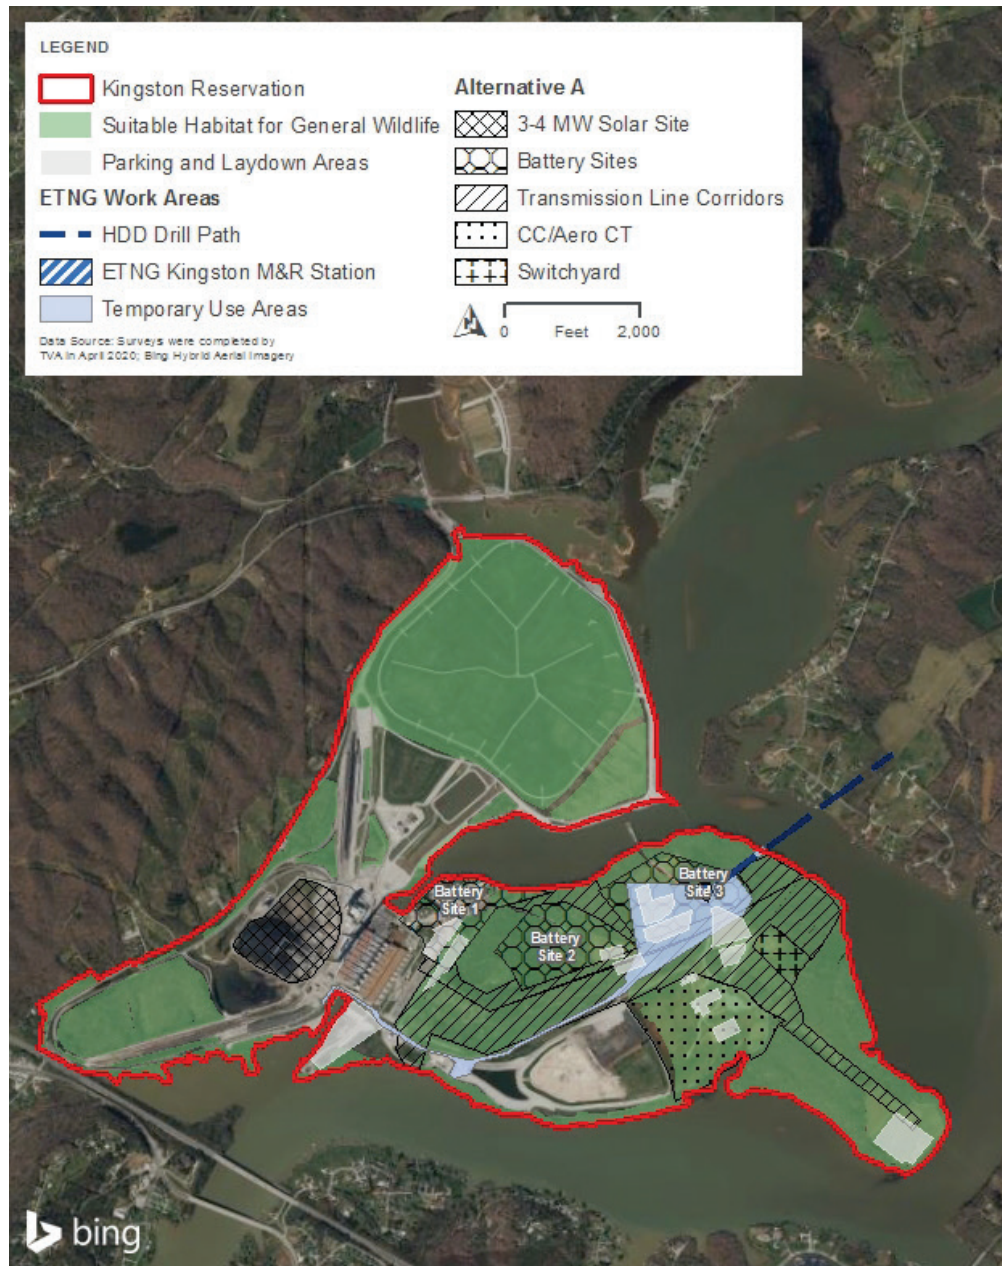 LEGEND
Kingston Reservation
Suitable Habitat for General Wildlife
Parking and Laydown Areas
ETNG Work Areas
HDD Drill Path
ETNG Kingston M&R Station
Temporary Use Areas
Data Source: Surveys were completed by
TVA in April 2020; Bing Hybrid Aerial Imagery
Alternative A
3-4 MW Solar Site
Battery Sites
Transmission Line Corridors
CC/Aero CT
Switchyard
N
0 Feet 2,000
Battery
Site 1
Battery
Site 2
Battery
Site 3
bing